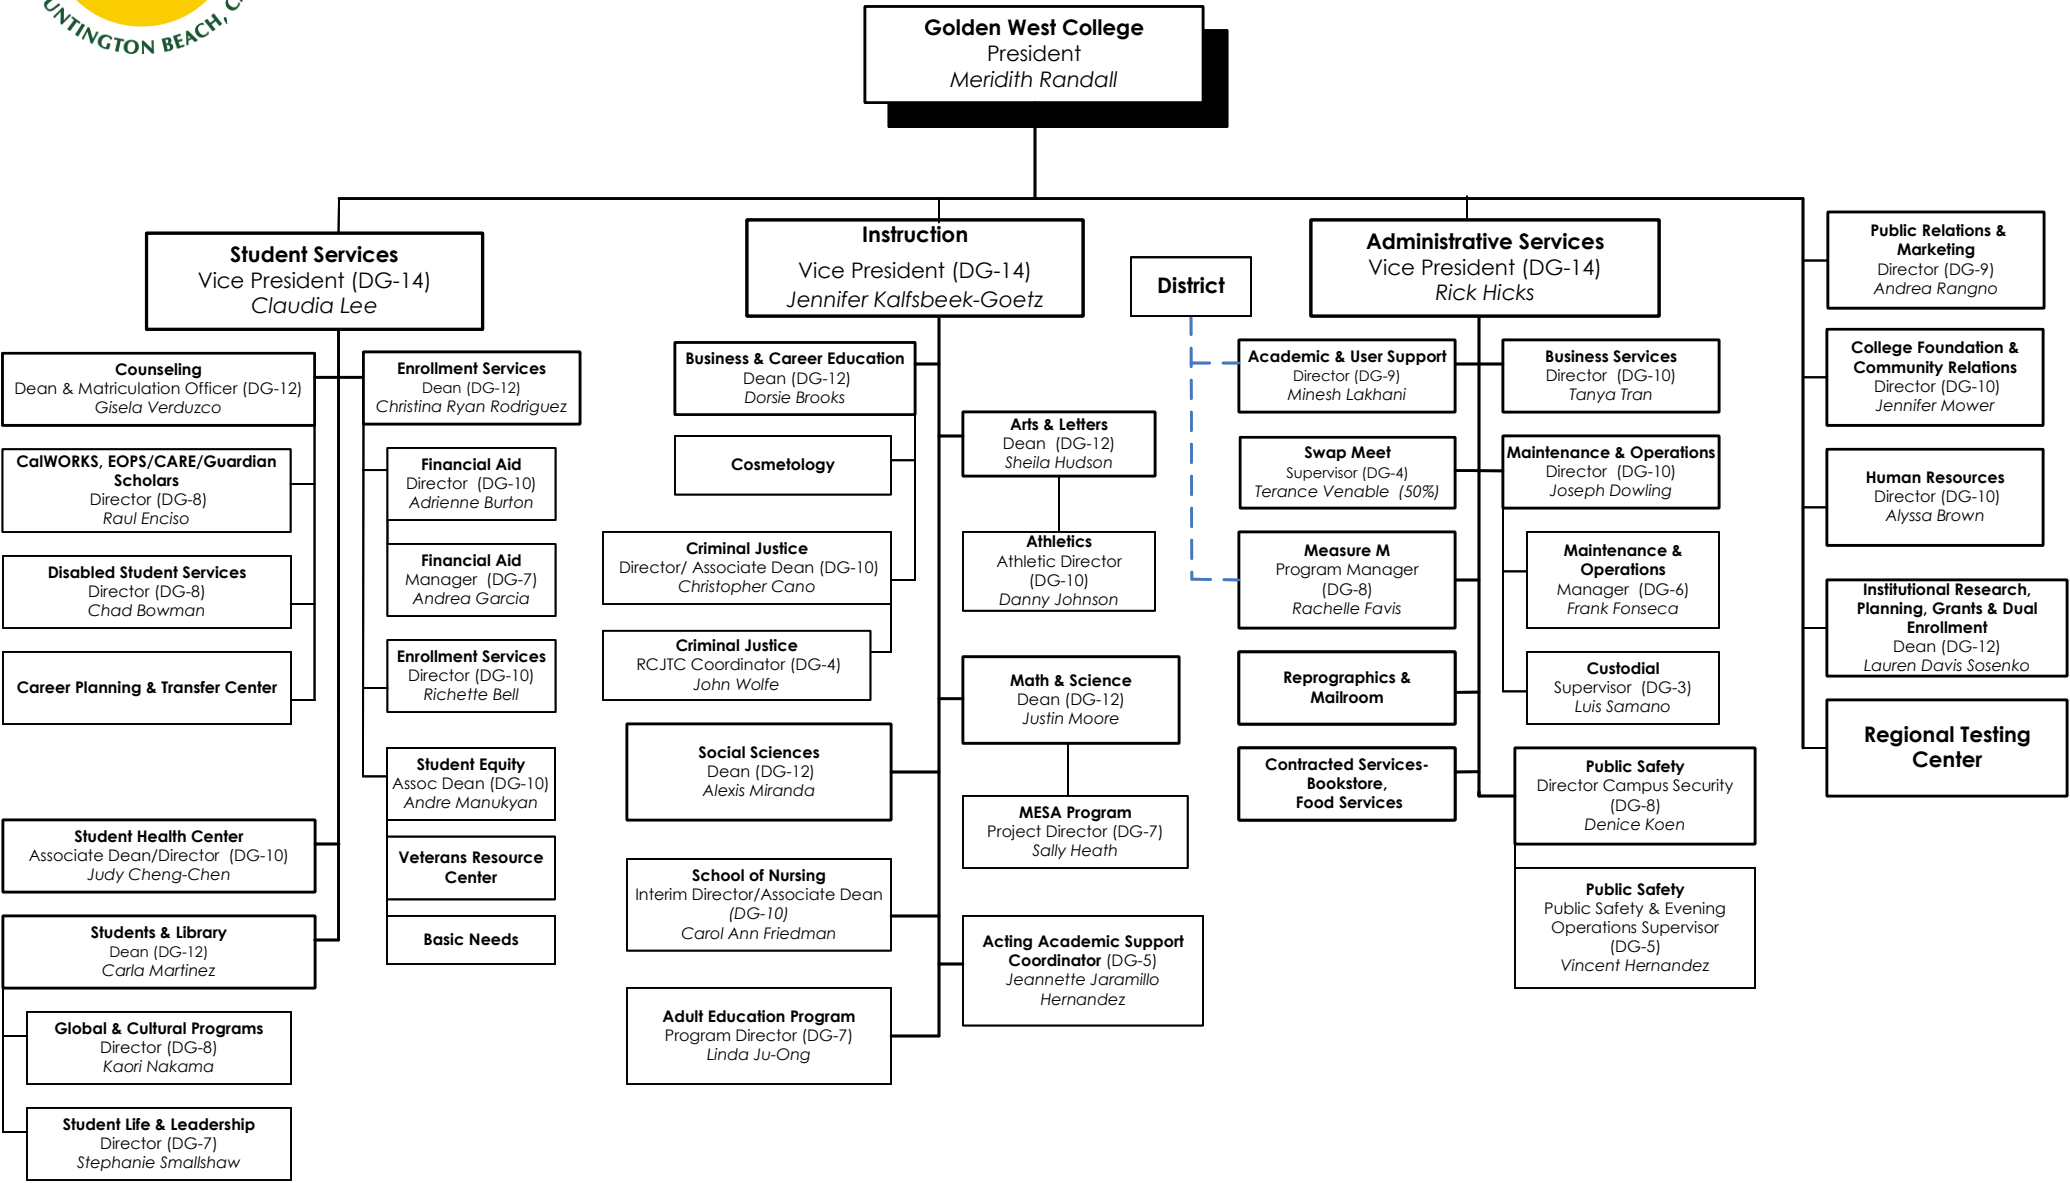 UNTINGTON BEACH, C
Golden West College
President
Meridith Randall
Student Services
Vice President (DG-14)
Claudia Lee
Counseling
Dean & Matriculation Officer (DG-12)
Gisela Verduzco
CalWORKS, EOPS/CARE/Guardian
Scholars
Director (DG-8)
Raul Enciso
Disabled Student Services
Director (DG-8)
Chad Bowman
Career Planning & Transfer Center
Student Health Center
Associate Dean/Director (DG-10)
Judy Cheng-Chen
Students & Library
Dean (DG-12)
Carla Martinez
Global & Cultural Programs
Director (DG-8)
Kaori Nakama
Student Life & Leadership
Director (DG-7)
Stephanie Smallshaw
Enrollment Services
Dean (DG-12)
Christina Ryan Rodriguez
Financial Aid
Director (DG-10)
Adrienne Burton
Financial Aid
Manager (DG-7)
Andrea Garcia
Enrollment Services
Director (DG-10)
Richette Bell
Student Equity
Assoc Dean (DG-10)
Andre Manukyan
Veterans Resource
Center
Basic Needs
Instruction
Vice President (DG-14)
Jennifer Kalfsbeek-Goetz
Business & Career Education
Dean (DG-12)
Dorsie Brooks
Cosmetology
Criminal Justice
Director/ Associate Dean (DG-10)
Christopher Cano
Criminal Justice
RCJTC Coordinator (DG-4)
John Wolfe
Social Sciences
Dean (DG-12)
Alexis Miranda
School of Nursing
Interim Director/Associate Dean
(DG-10)
Carol Ann Friedman
Adult Education Program
Program Director (DG-7)
Linda Ju-Ong
Arts & Letters
Dean (DG-12)
Sheila Hudson
Athletics
Athletic Director
(DG-10)
Danny Johnson
Math & Science
Dean (DG-12)
Justin Moore
MESA Program
Project Director (DG-7)
Sally Heath
Acting Academic Support
Coordinator (DG-5)
Jeannette Jaramillo
Hernandez
District
Administrative Services
Vice President (DG-14)
Rick Hicks
Academic & User Support
Director (DG-9)
Minesh Lakhani
Swap Meet
Supervisor (DG-4)
Terance Venable (50%)
Measure M
Program Manager
(DG-8)
Rachelle Favis
Reprographics &
Mailroom
Contracted Services-
Bookstore,
Food Services
Business Services
Director (DG-10)
Tanya Tran
Maintenance & Operations
Director (DG-10)
Joseph Dowling
Maintenance &
Operations
Manager (DG-6)
Frank Fonseca
Custodial
Supervisor (DG-3)
Luis Samano
Public Safety
Director Campus Security
(DG-8)
Denice Koen
Public Safety
Public Safety & Evening
Operations Supervisor
(DG-5)
Vincent Hernandez
Public Relations &
Marketing
Director (DG-9)
Andrea Rangno
College Foundation &
Community Relations
Director (DG-10)
Jennifer Mower
Human Resources
Director (DG-10)
Alyssa Brown
Institutional Research,
Planning, Grants & Dual
Enrollment
Dean (DG-12)
Lauren Davis Sosenko
Regional Testing
Center